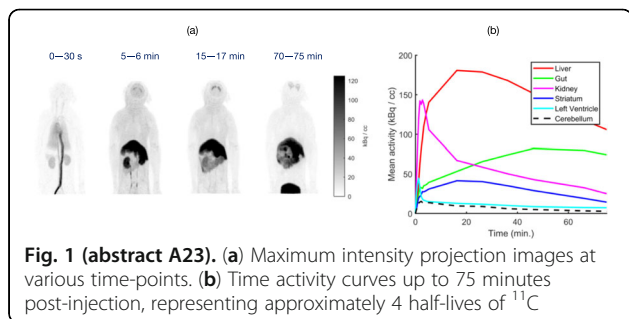 (a)
0—30 s
5—6 min
15—17 min
70—75 min
120
100
80
60
40
20
0
kBq / cc
(b)
200
150
100
50
0
Mean activity (kBq / cc)
Liver
Gut
Kidney
Striatum
Left Ventricle
Cerebellum
0
20
40
60
Time (min.)
Fig. 1 (abstract A23). (a) Maximum intensity projection images at
various time-points. (b) Time activity curves up to 75 minutes
post-injection, representing approximately 4 half-lives of ¹¹C